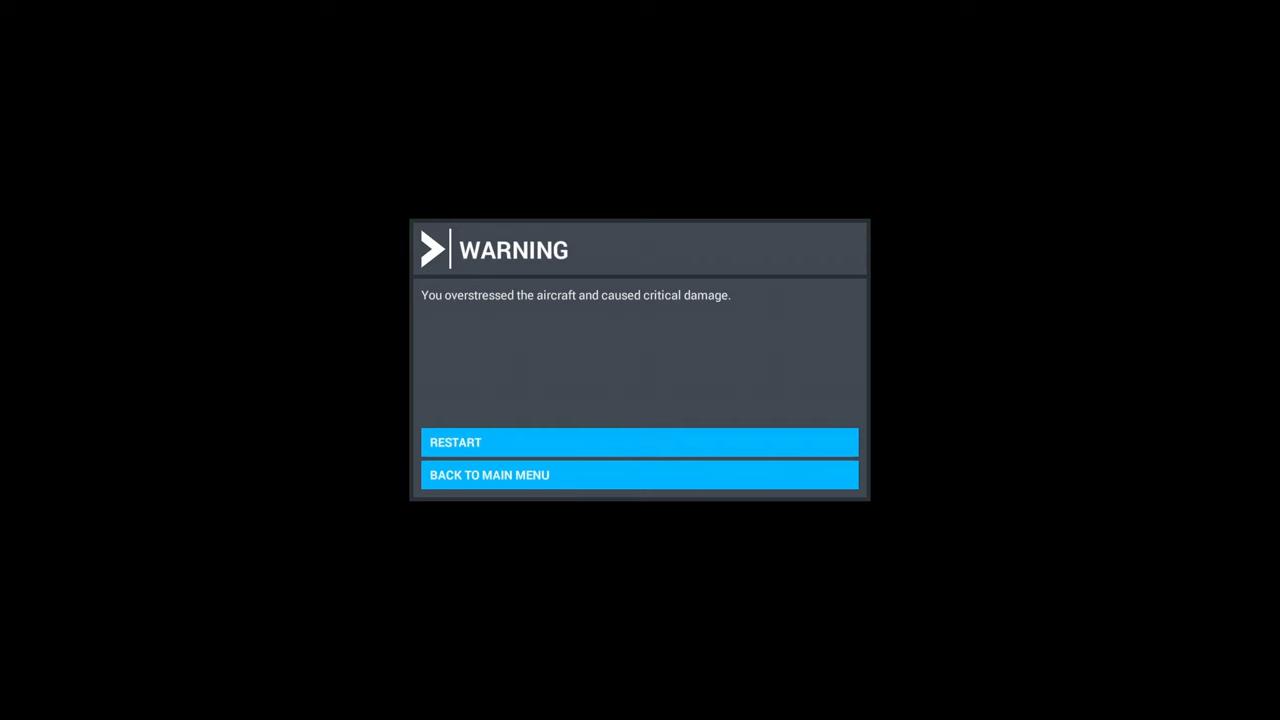 WARNING
You overstressed the aircraft and caused critical damage.
RESTART
BACK TO MAIN MENU